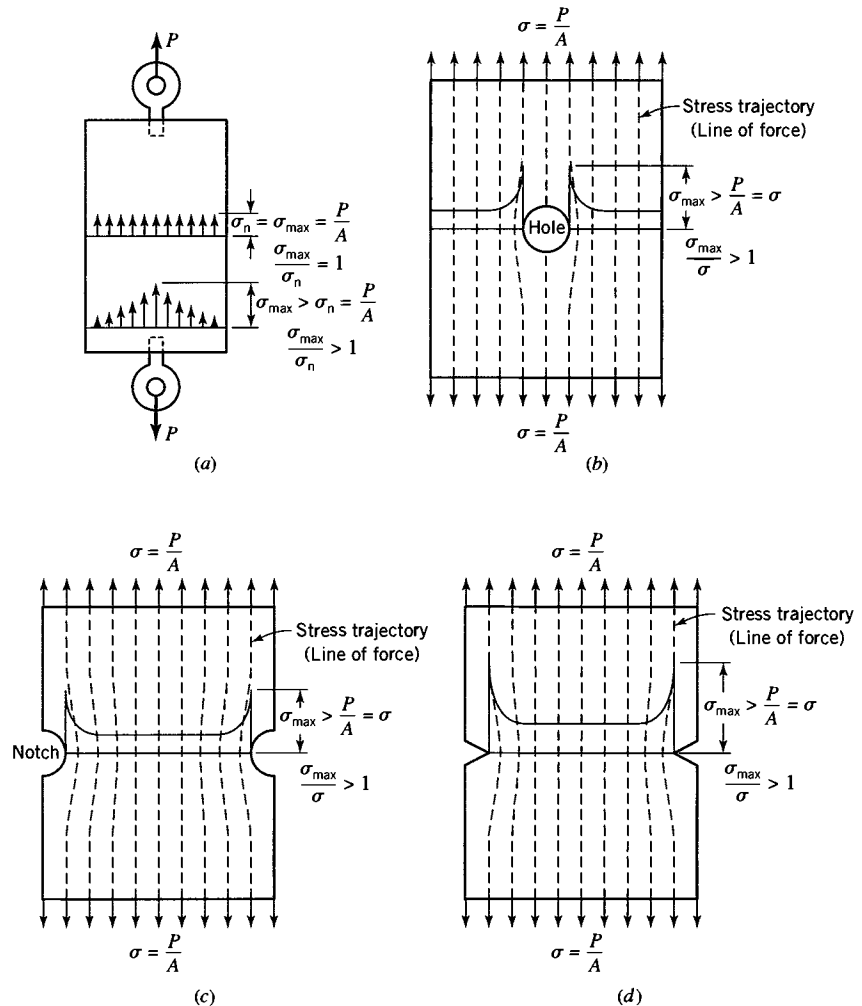 P
σn = σmax = P/A
σmax/σn = 1
σmax > σn = P/A
σmax/σn > 1
P
(a)
σ = P/A
Stress trajectory
(Line of force)
σmax > P/A = σ
Hole
σmax/σ > 1
σ = P/A
(b)
σ = P/A
Stress trajectory
(Line of force)
σmax > P/A = σ
Notch
σmax/σ > 1
σ = P/A
(c)
σ = P/A
Stress trajectory
(Line of force)
σmax > P/A = σ
σmax/σ > 1
σ = P/A
(d)